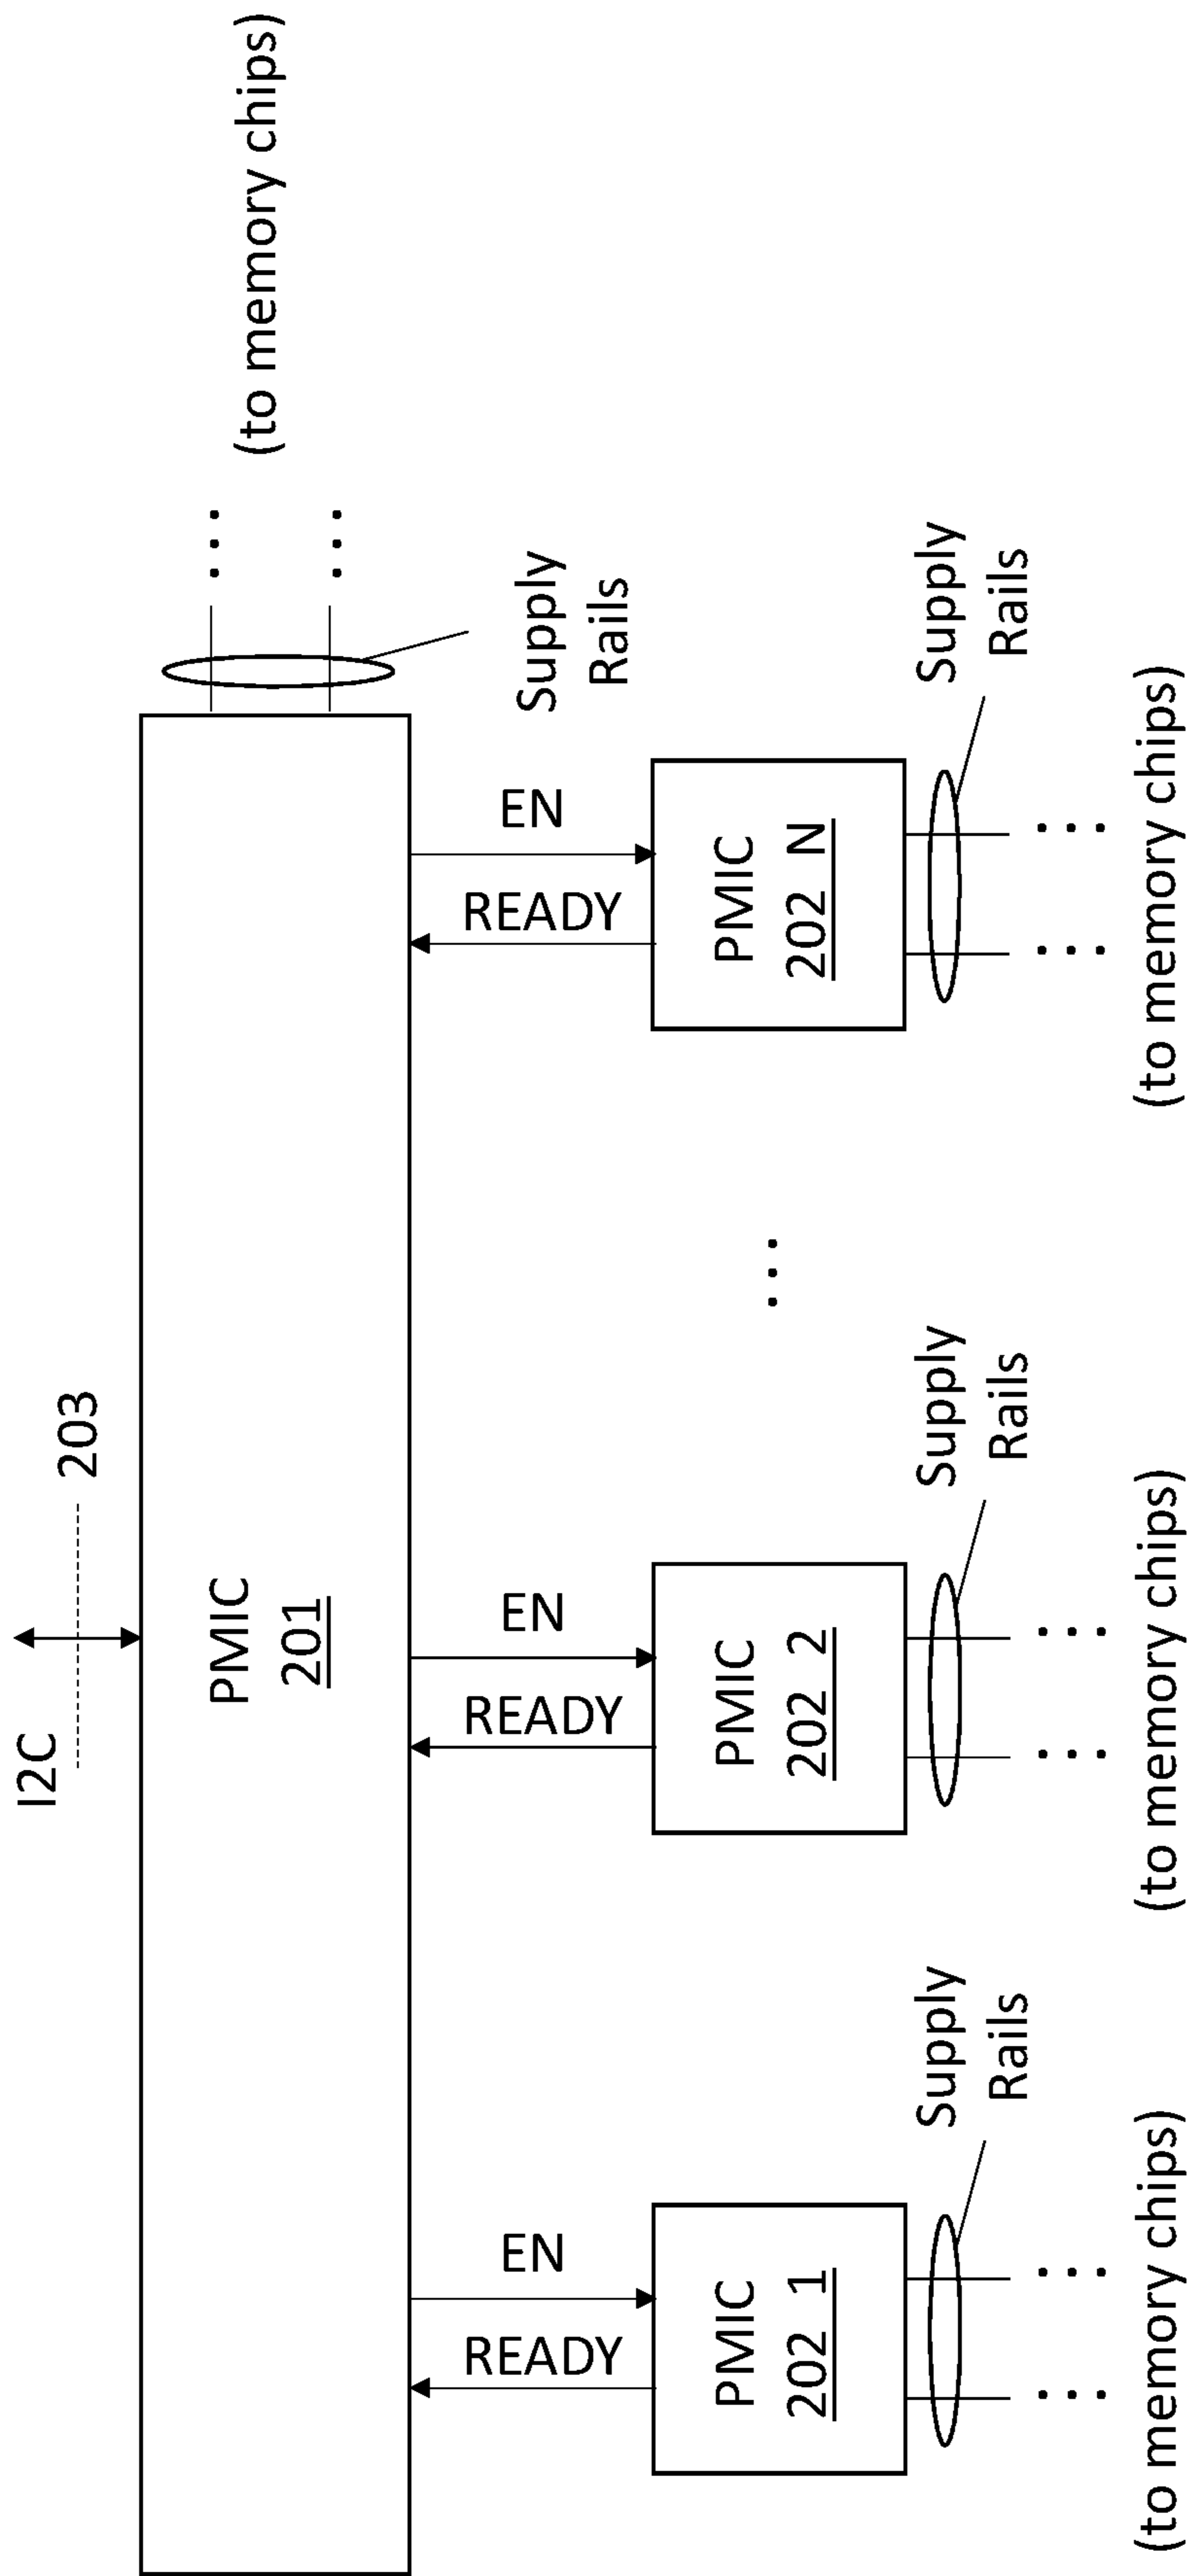 I2C
203
PMIC
201
(to memory chips)
Supply
Rails
READY
EN
READY
EN
READY
EN
PMIC
202_1
PMIC
202_2
PMIC
202_N
Supply
Rails
Supply
Rails
Supply
Rails
(to memory chips)
(to memory chips)
(to memory chips)